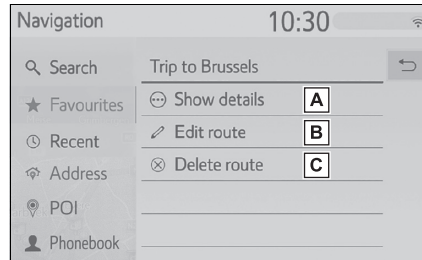 Navigation 10:30
Search
Favourites
Recent
Address
POI
Phonebook
Trip to Brussels
Show details A
Edit route B
Delete route C